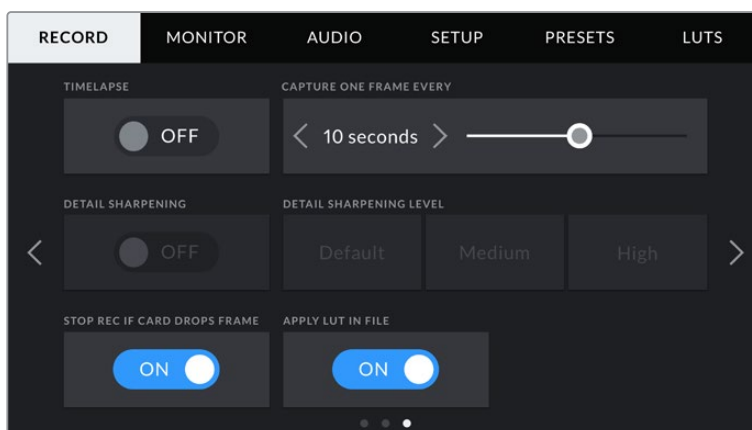 RECORD MONITOR AUDIO SETUP PRESETS LUTS
TIMELAPSE CAPTURE ONE FRAME EVERY
OFF 10 seconds
DETAIL SHARPENING DETAIL SHARPENING LEVEL
OFF Default Medium High
STOP REC IF CARD DROPS FRAME APPLY LUT IN FILE
ON ON